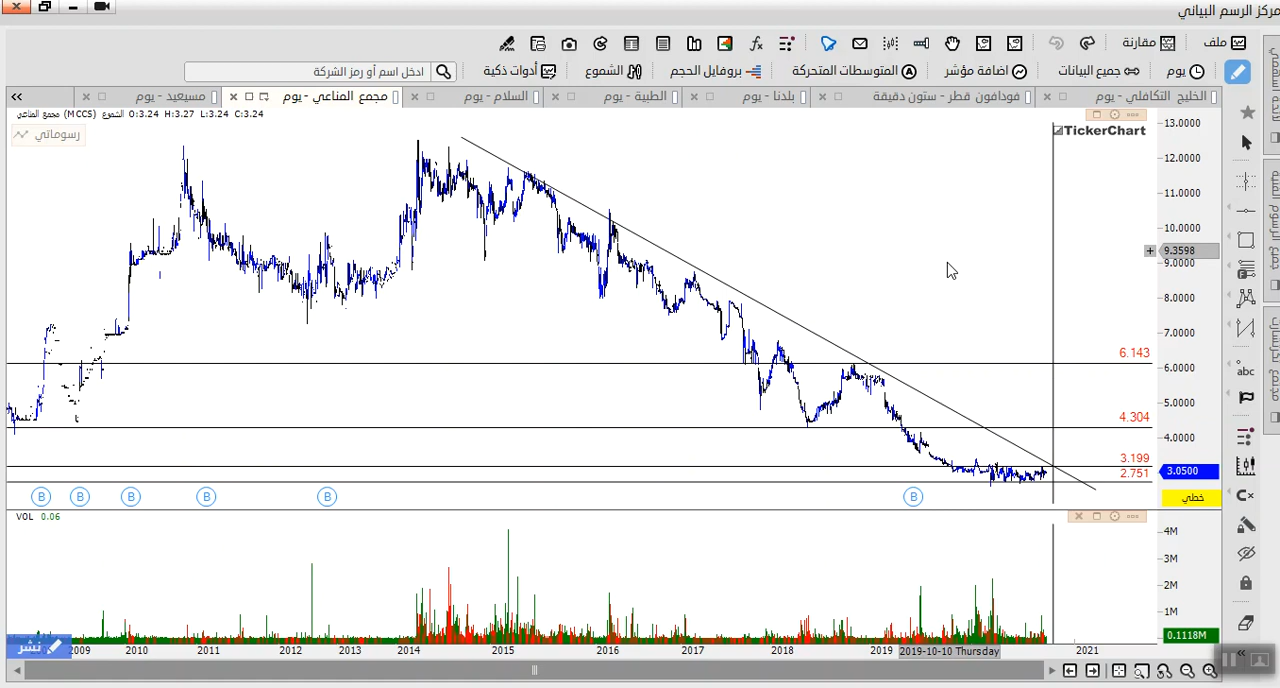 مركز الرسم البياني
ملف مقارنة
يوم جميع البيانات اضافة مؤشر المتوسطات المتحركة بروفايل الحجم الشموع أدوات ذكية ادخل اسم أو رمز الشركة
الخليج التكافلي - يوم فودافون قطر - ستون دقيقة بلدنا - يوم الطبية - يوم السلام - يوم مجمع المناعي - يوم مسيعيد - يوم
مجمع المناعي (MCCS) الشموع O:3.24 H:3.27 L:3.24 C:3.24
رسوماتي
TickerChart
13.0000
12.0000
11.0000
10.0000
9.3598
9.0000
8.0000
7.0000
6.143
6.0000
5.0000
4.304
4.0000
3.199
3.0500
2.751
خطي
B B B B B B
abc
VOL 0.06
4M
3M
2M
1M
0.1118M
نشر
2009 2010 2011 2012 2013 2014 2015 2016 2017 2018 2019 2019-10-10 Thursday 2021